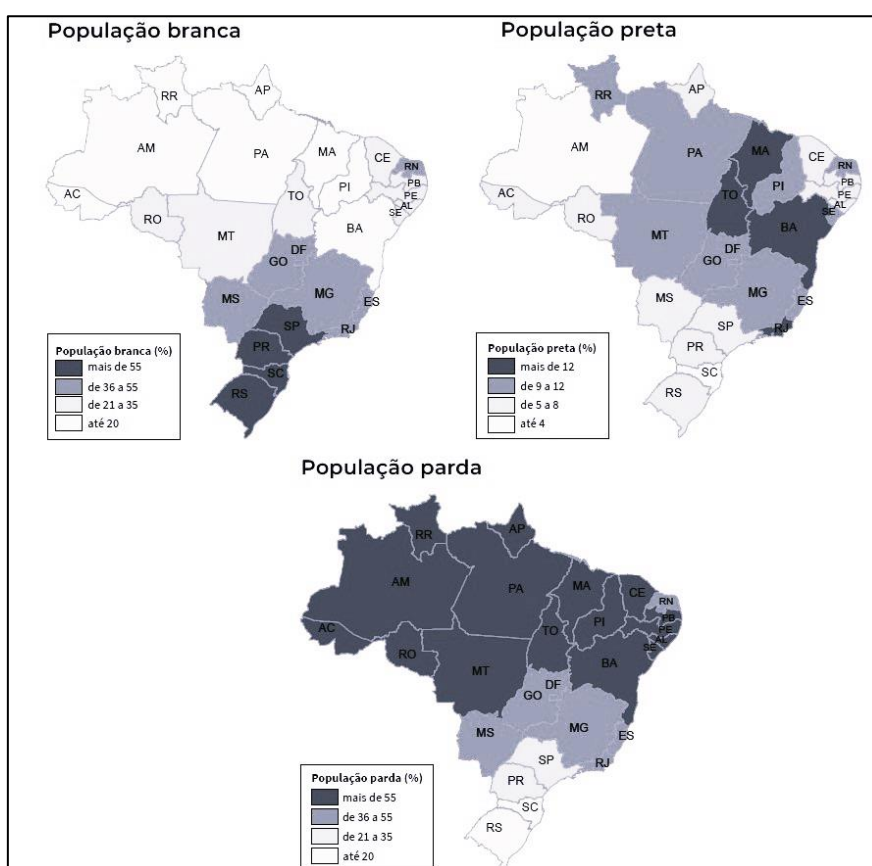 População branca
RR
AP
AM
PA
MA
CE
RN
PB
PE
AL
SE
PI
AC
RO
TO
BA
MT
DF
GO
MG
ES
MS
RJ
SP
PR
SC
RS
População branca (%)
mais de 55
de 36 a 55
de 21 a 35
até 20
População preta
RR
AP
AM
PA
MA
CE
RN
PB
PE
AL
SE
PI
AC
RO
TO
BA
MT
DF
GO
MG
ES
MS
RJ
SP
PR
SC
RS
População preta (%)
mais de 12
de 9 a 12
de 5 a 8
até 4
População parda
RR
AP
AM
PA
MA
CE
RN
PB
PE
AL
SE
PI
AC
RO
TO
BA
MT
DF
GO
MG
ES
MS
RJ
SP
PR
SC
RS
População parda (%)
mais de 55
de 36 a 55
de 21 a 35
até 20